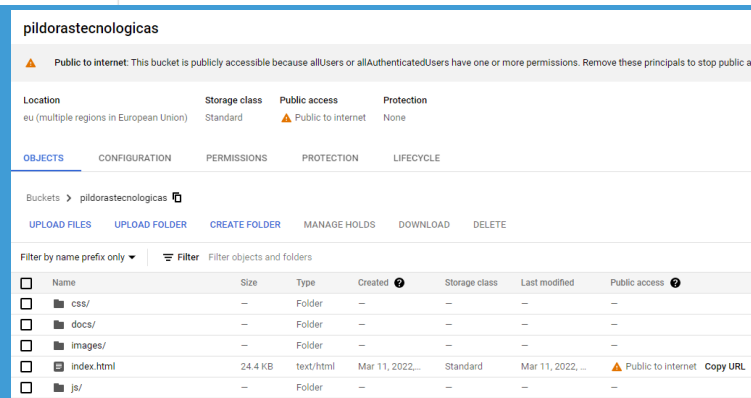 pildorastecnologicas
Public to internet: This bucket is publicly accessible because allUsers or allAuthenticatedUsers have one or more permissions. Remove these principals to stop public a
Location Storage class Public access Protection
eu (multiple regions in European Union) Standard Public to internet None
OBJECTS CONFIGURATION PERMISSIONS PROTECTION LIFECYCLE
Buckets > pildorastecnologicas
UPLOAD FILES UPLOAD FOLDER CREATE FOLDER MANAGE HOLDS DOWNLOAD DELETE
Filter by name prefix only Filter Filter objects and folders
Name Size Type Created ? Storage class Last modified Public access ?
css/ — Folder — — — —
docs/ — Folder — — — —
images/ — Folder — — — —
index.html 24.4 KB text/html Mar 11, 2022,... Standard Mar 11, 2022, ... Public to internet Copy URL
js/ — Folder — — — —